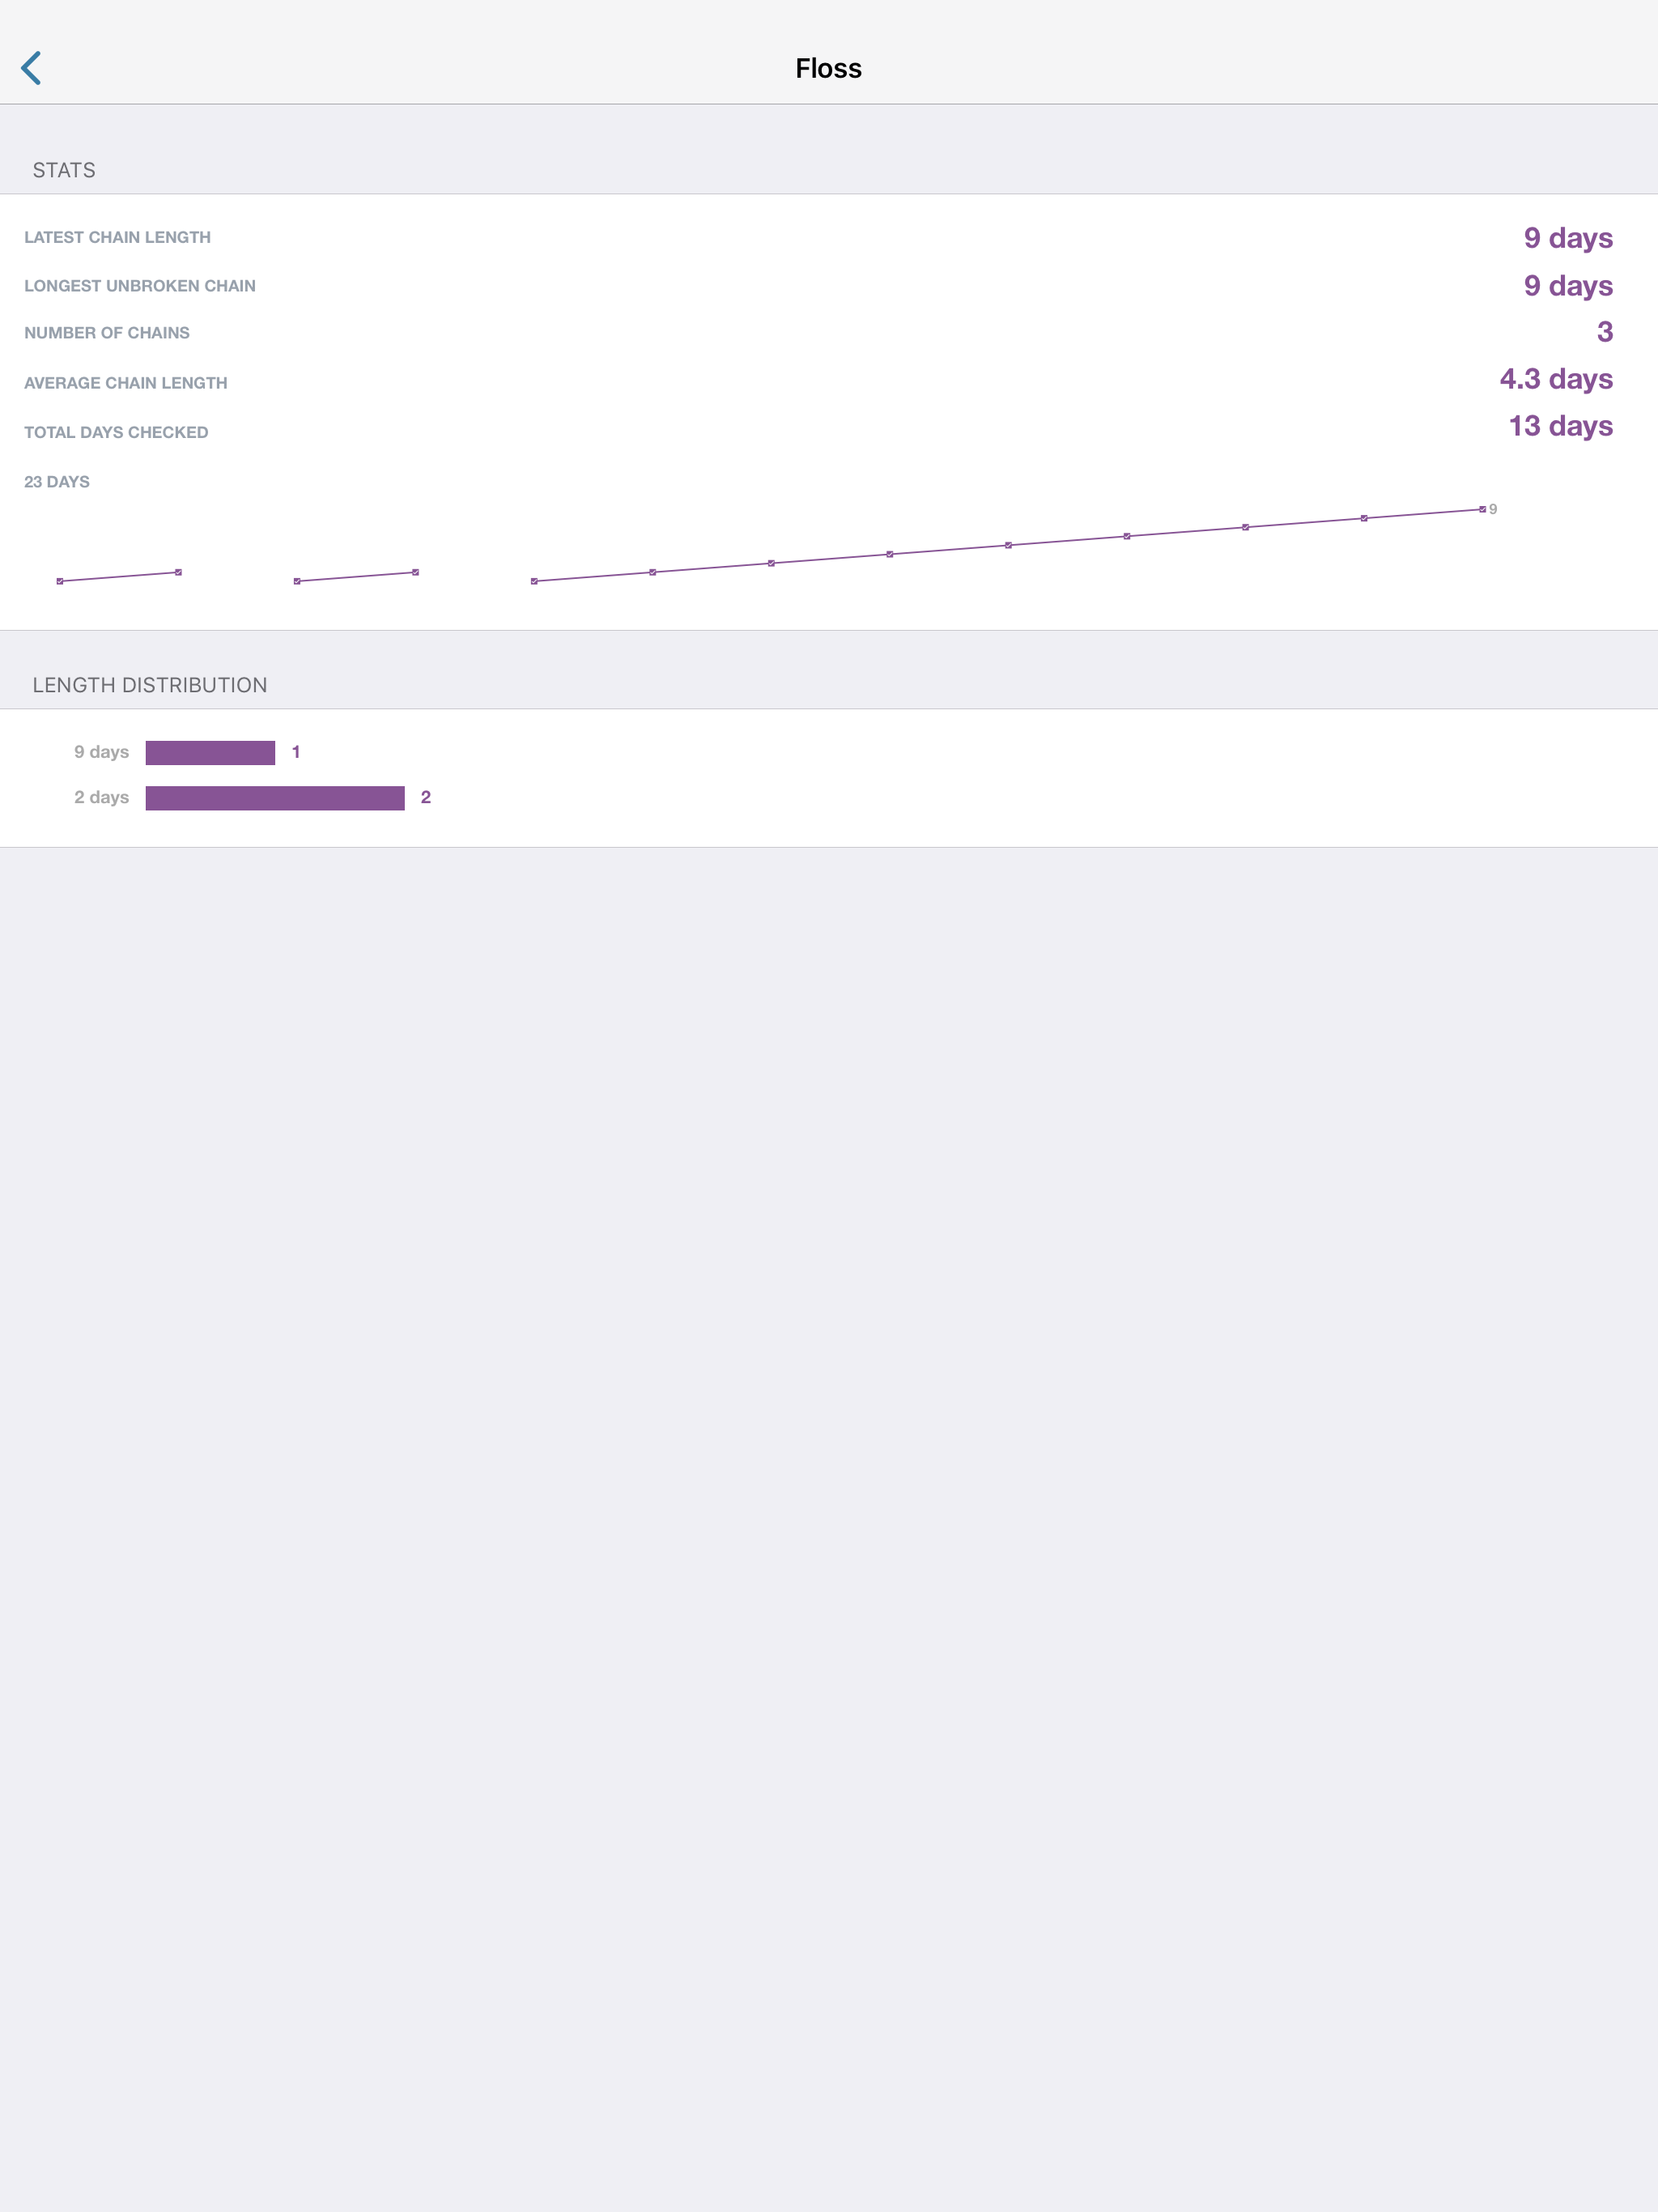 Floss
STATS
LATEST CHAIN LENGTH 9 days
LONGEST UNBROKEN CHAIN 9 days
NUMBER OF CHAINS 3
AVERAGE CHAIN LENGTH 4.3 days
TOTAL DAYS CHECKED 13 days
23 DAYS
9
LENGTH DISTRIBUTION
9 days 1
2 days 2